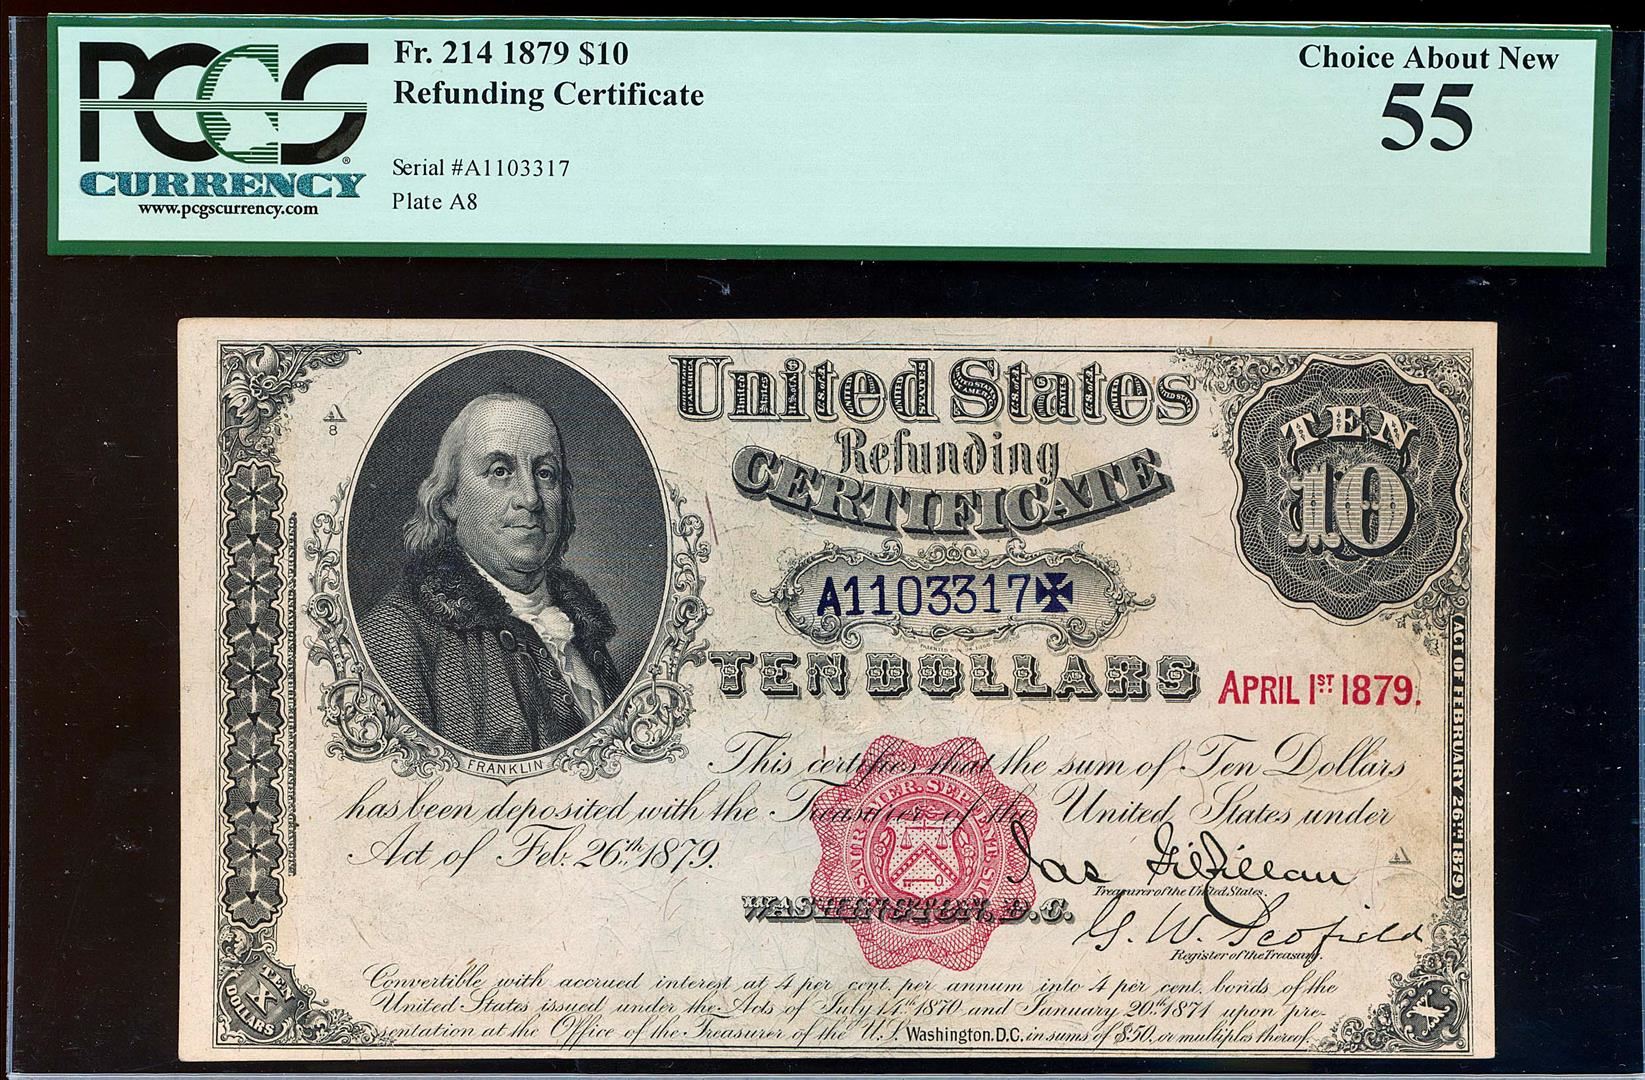 PCGS
CURRENCY
www.pcgscurrency.com
Fr. 214 1879 $10
Refunding Certificate
Serial #A1103317
Plate A8
Choice About New
55
United States
Refunding
CERTIFICATE
TEN
10
A
8
A1103317
TEN DOLLARS
APRIL 1ST 1879.
FRANKLIN
ACT OF FEBRUARY 26TH 1879
This certifies that the sum of Ten Dollars
has been deposited with the Treasurer of the United States under
Act of Feb. 26th 1879.
Jas Gilfillan
Treasurer of the United States.
WASHINGTON, D.C.
G. W. Scofield
Register of the Treasury.
TEN
X
DOLLARS
X
Convertible with accrued interest at 4 per cent. per annum into 4 per cent. bonds of the
United States issued under the Acts of July 14th 1870 and January 20th 1871 upon pre-
sentation at the Office of the Treasurer of the U.S. Washington. D.C. in sums of $50. or multiples thereof.